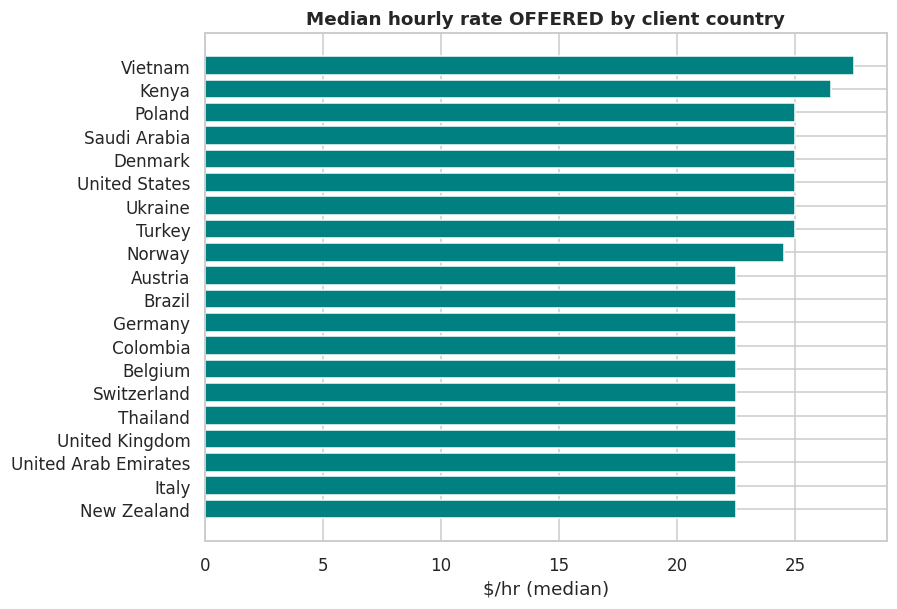 Median hourly rate OFFERED by client country
Vietnam
Kenya
Poland
Saudi Arabia
Denmark
United States
Ukraine
Turkey
Norway
Austria
Brazil
Germany
Colombia
Belgium
Switzerland
Thailand
United Kingdom
United Arab Emirates
Italy
New Zealand
0 5 10 15 20 25
$/hr (median)